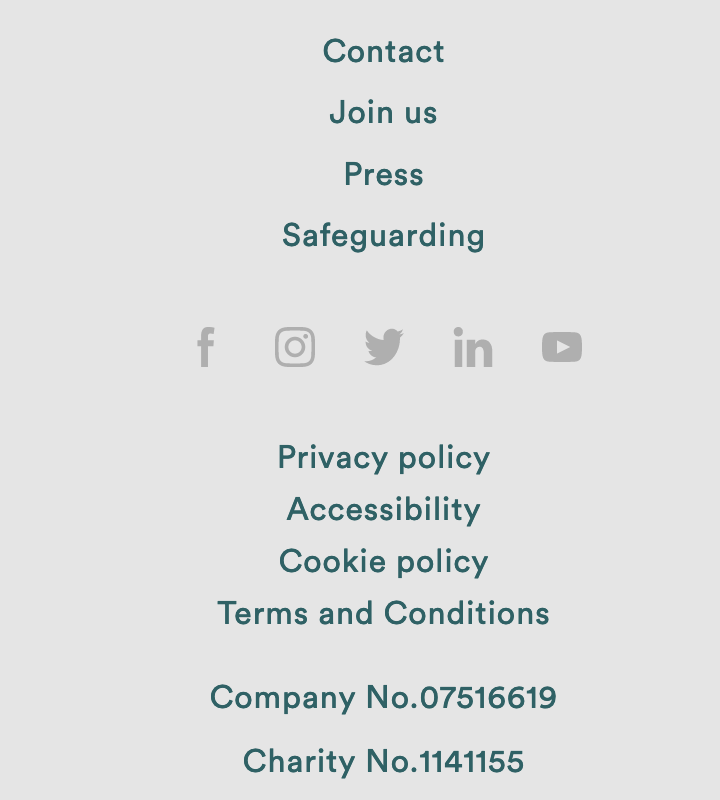 Contact
Join us
Press
Safeguarding
Privacy policy
Accessibility
Cookie policy
Terms and Conditions
Company No.07516619
Charity No.1141155